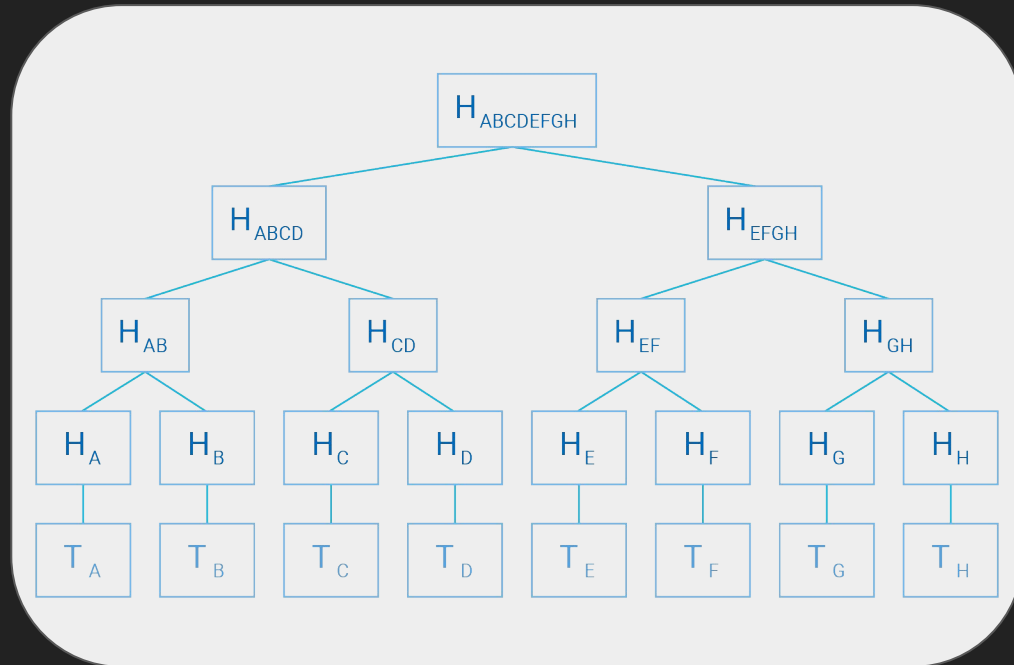 H ABCDEFGH
H ABCD H EFGH
H AB H CD H EF H GH
H A H B H C H D H E H F H G H H
T A T B T C T D T E T F T G T H